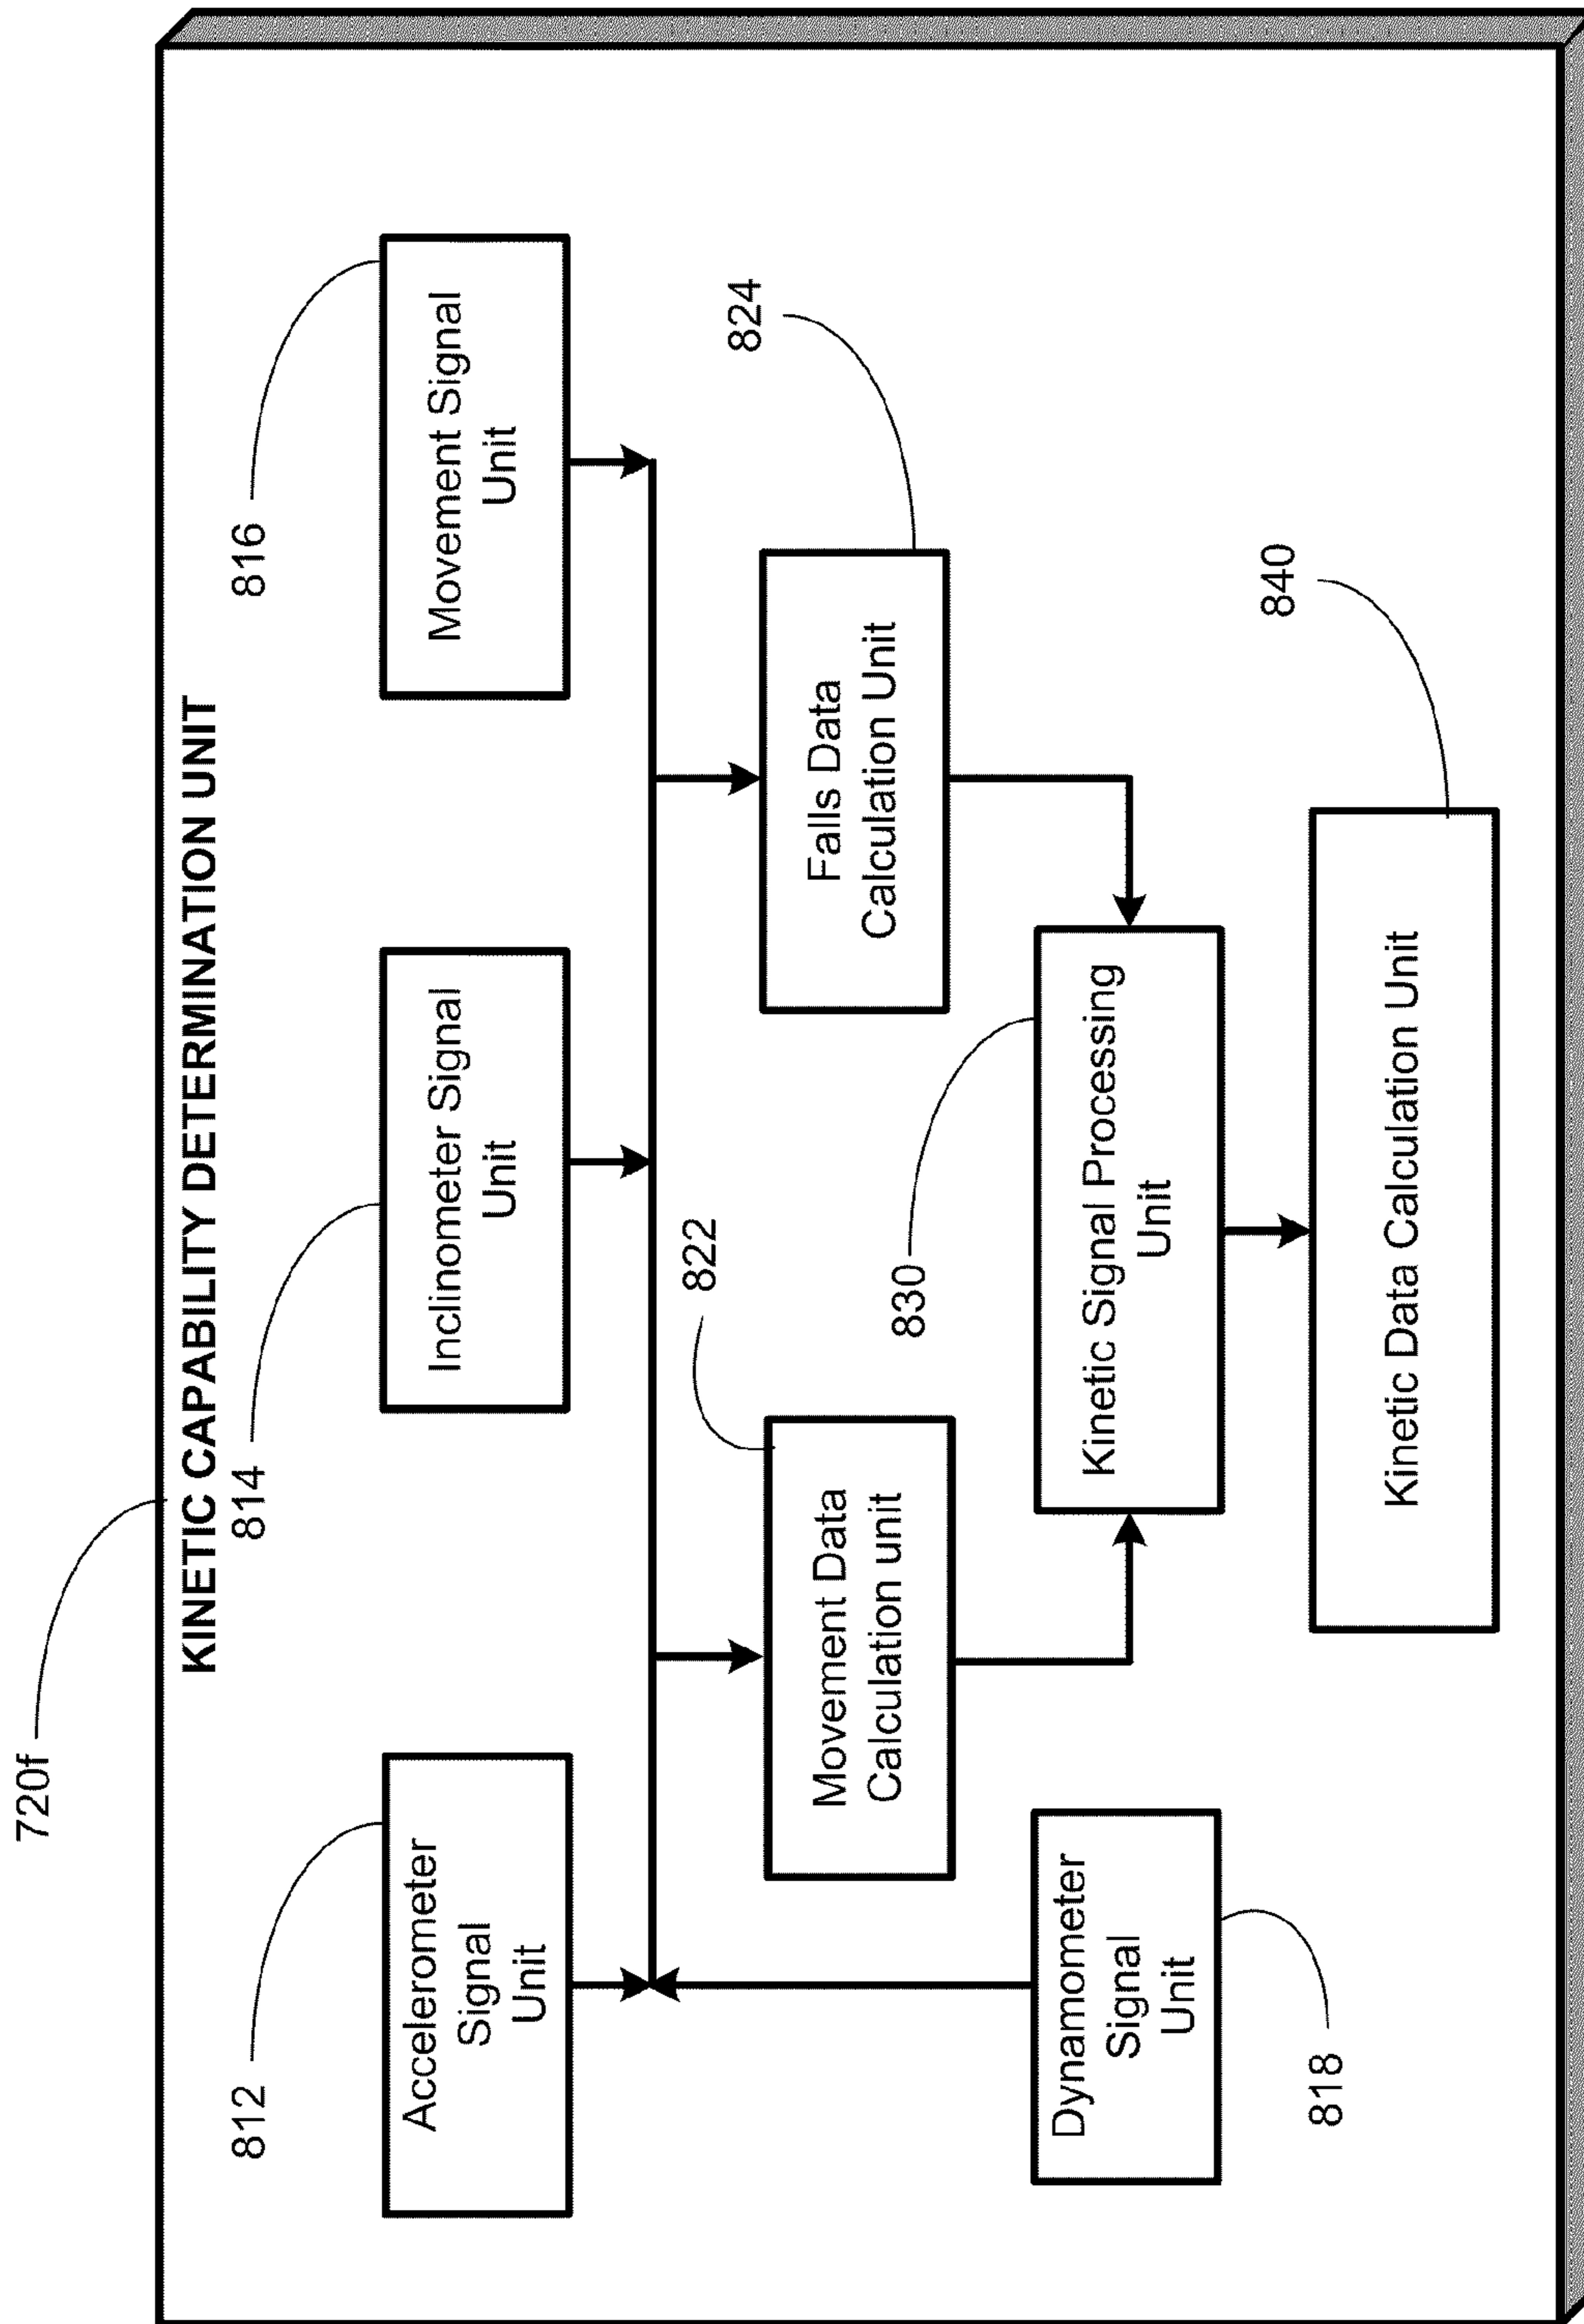 720f
KINETIC CAPABILITY DETERMINATION UNIT
812
814
816
Accelerometer
Signal
Unit
Inclinometer Signal
Unit
Movement Signal
Unit
822
824
Movement Data
Calculation unit
Falls Data
Calculation Unit
830
Dynamometer
Signal
Unit
Kinetic Signal Processing
Unit
818
840
Kinetic Data Calculation Unit